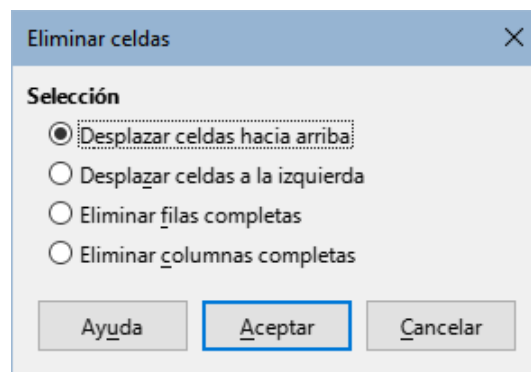 Eliminar celdas
Selección
Desplazar celdas hacia arriba
Desplazar celdas a la izquierda
Eliminar filas completas
Eliminar columnas completas
Ayuda Aceptar Cancelar